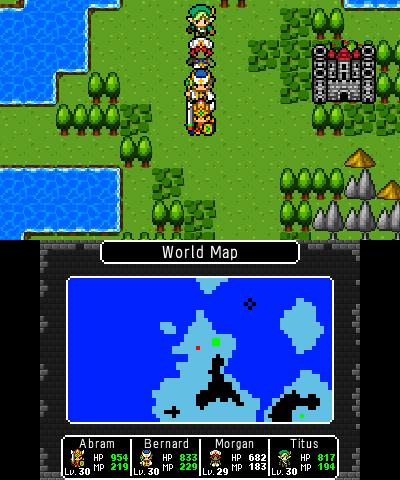 World Map
Abram
HP 954
MP 219
Lv.30
Bernard
HP 833
MP 229
Lv.30
Morgan
HP 682
MP 183
Lv.29
Titus
HP 817
MP 194
Lv.30